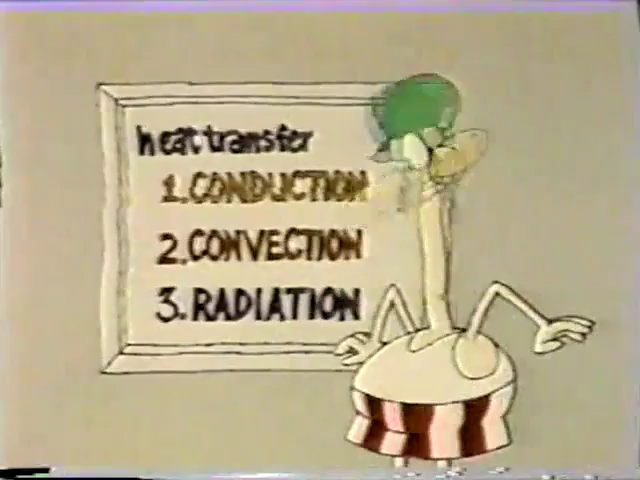 heat transfer
1. CONDUCTION
2. CONVECTION
3. RADIATION